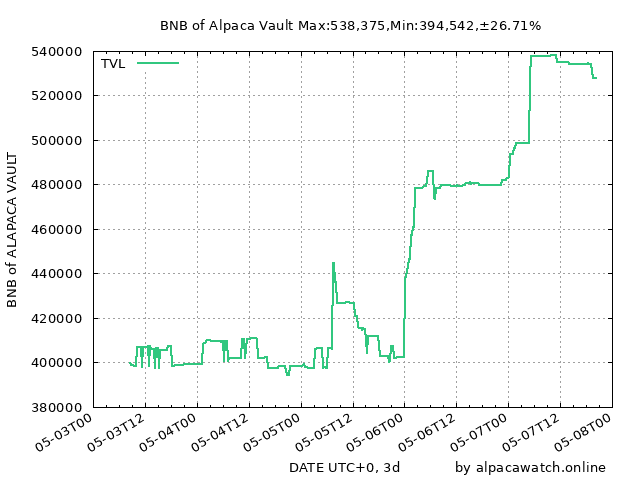 BNB of Alpaca Vault Max:538,375,Min:394,542,±26.71%
TVL
540000
520000
500000
480000
460000
440000
420000
400000
380000
BNB of ALAPACA VAULT
05-03T00
05-03T12
05-04T00
05-04T12
05-05T00
05-05T12
05-06T00
05-06T12
05-07T00
05-07T12
05-08T00
DATE UTC+0, 3d
by alpacawatch.online